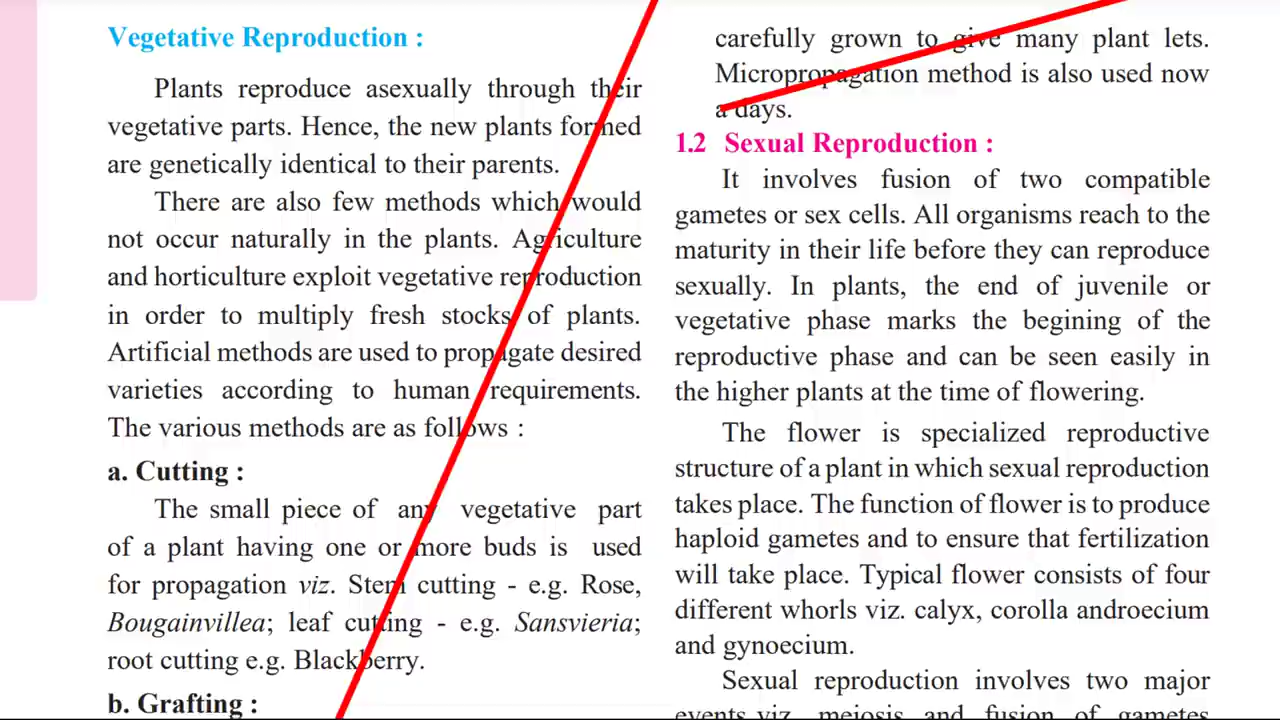 Vegetative Reproduction :
Plants reproduce asexually through their
vegetative parts. Hence, the new plants formed
are genetically identical to their parents.
There are also few methods which would
not occur naturally in the plants. Agriculture
and horticulture exploit vegetative reproduction
in order to multiply fresh stocks of plants.
Artificial methods are used to propagate desired
varieties according to human requirements.
The various methods are as follows :
a. Cutting :
The small piece of any vegetative part
of a plant having one or more buds is used
for propagation viz. Stem cutting - e.g. Rose,
Bougainvillea; leaf cutting - e.g. Sansvieria;
root cutting e.g. Blackberry.
b. Grafting :
carefully grown to give many plant lets.
Micropropagation method is also used now
a days.
1.2 Sexual Reproduction :
It involves fusion of two compatible
gametes or sex cells. All organisms reach to the
maturity in their life before they can reproduce
sexually. In plants, the end of juvenile or
vegetative phase marks the begining of the
reproductive phase and can be seen easily in
the higher plants at the time of flowering.
The flower is specialized reproductive
structure of a plant in which sexual reproduction
takes place. The function of flower is to produce
haploid gametes and to ensure that fertilization
will take place. Typical flower consists of four
different whorls viz. calyx, corolla androecium
and gynoecium.
Sexual reproduction involves two major
events viz. meiosis and fusion of gametes